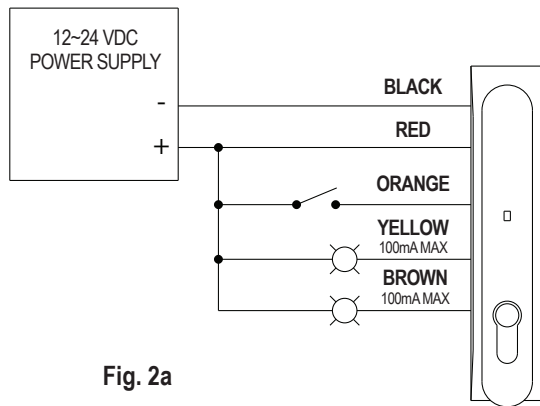 12~24 VDC
POWER SUPPLY
-
+
BLACK
RED
ORANGE
YELLOW
100mA MAX
BROWN
100mA MAX
Fig. 2a